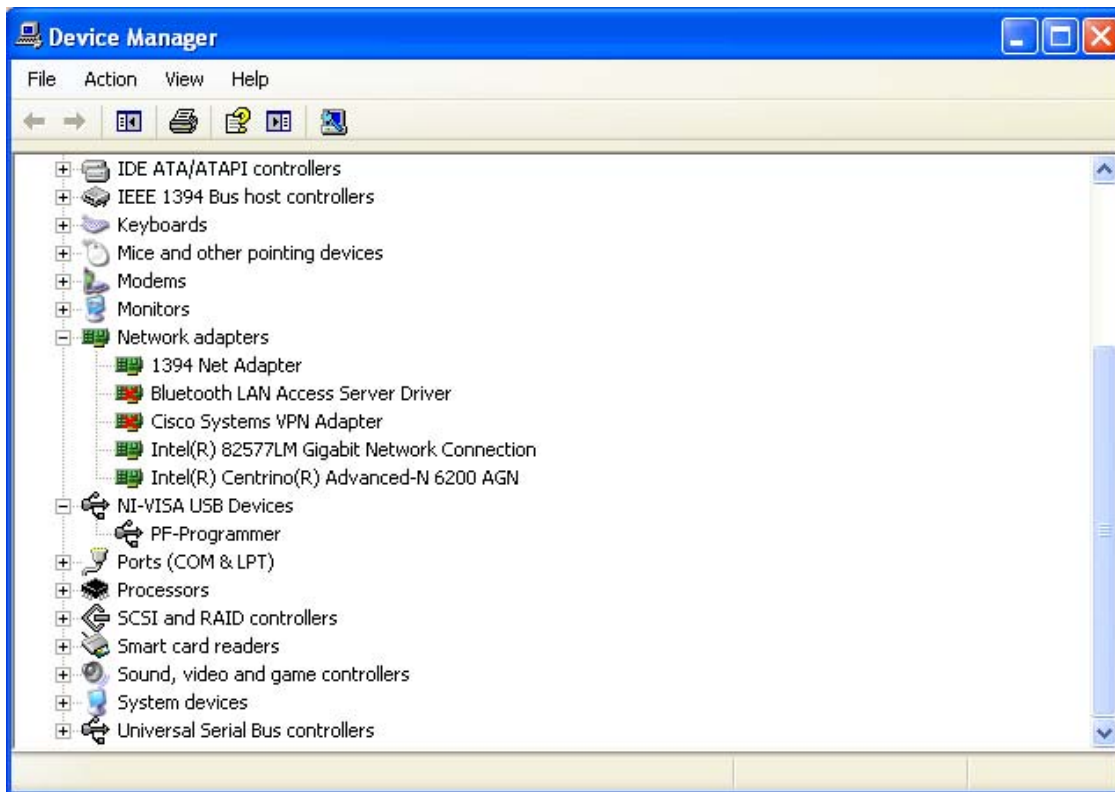 Device Manager
File Action View Help
IDE ATA/ATAPI controllers
IEEE 1394 Bus host controllers
Keyboards
Mice and other pointing devices
Modems
Monitors
Network adapters
1394 Net Adapter
Bluetooth LAN Access Server Driver
Cisco Systems VPN Adapter
Intel(R) 82577LM Gigabit Network Connection
Intel(R) Centrino(R) Advanced-N 6200 AGN
NI-VISA USB Devices
PF-Programmer
Ports (COM & LPT)
Processors
SCSI and RAID controllers
Smart card readers
Sound, video and game controllers
System devices
Universal Serial Bus controllers